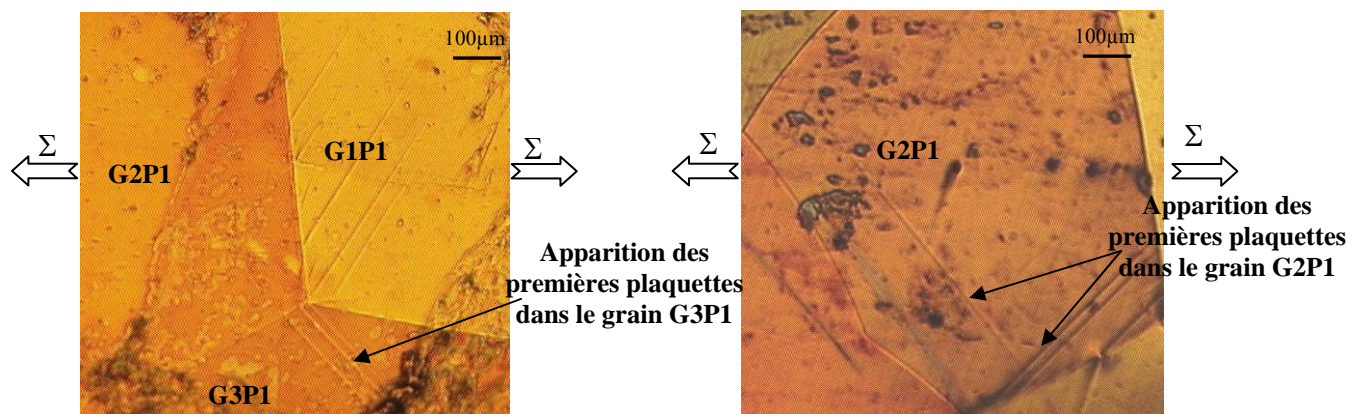 100µm
Σ
Σ
G1P1
G2P1
Apparition des
premières plaquettes
dans le grain G3P1
G3P1
100µm
Σ
Σ
G2P1
Apparition des
premières plaquettes
dans le grain G2P1